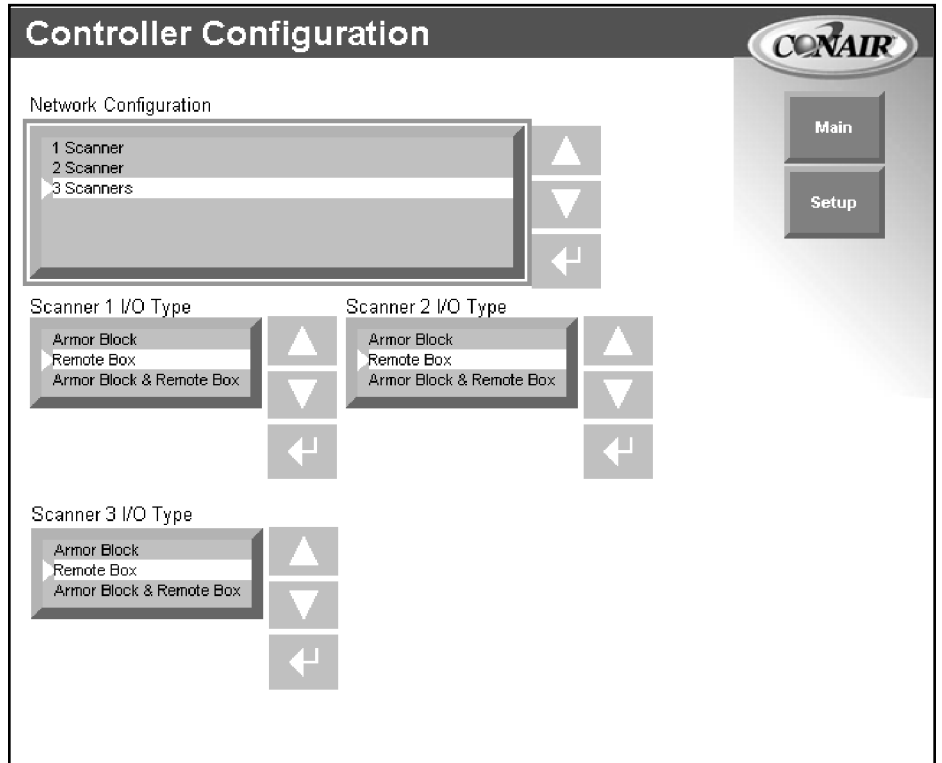 Controller Configuration
CONAIR
Network Configuration
1 Scanner
2 Scanner
3 Scanners
Main
Setup
Scanner 1 I/O Type
Armor Block
Remote Box
Armor Block & Remote Box
Scanner 2 I/O Type
Armor Block
Remote Box
Armor Block & Remote Box
Scanner 3 I/O Type
Armor Block
Remote Box
Armor Block & Remote Box